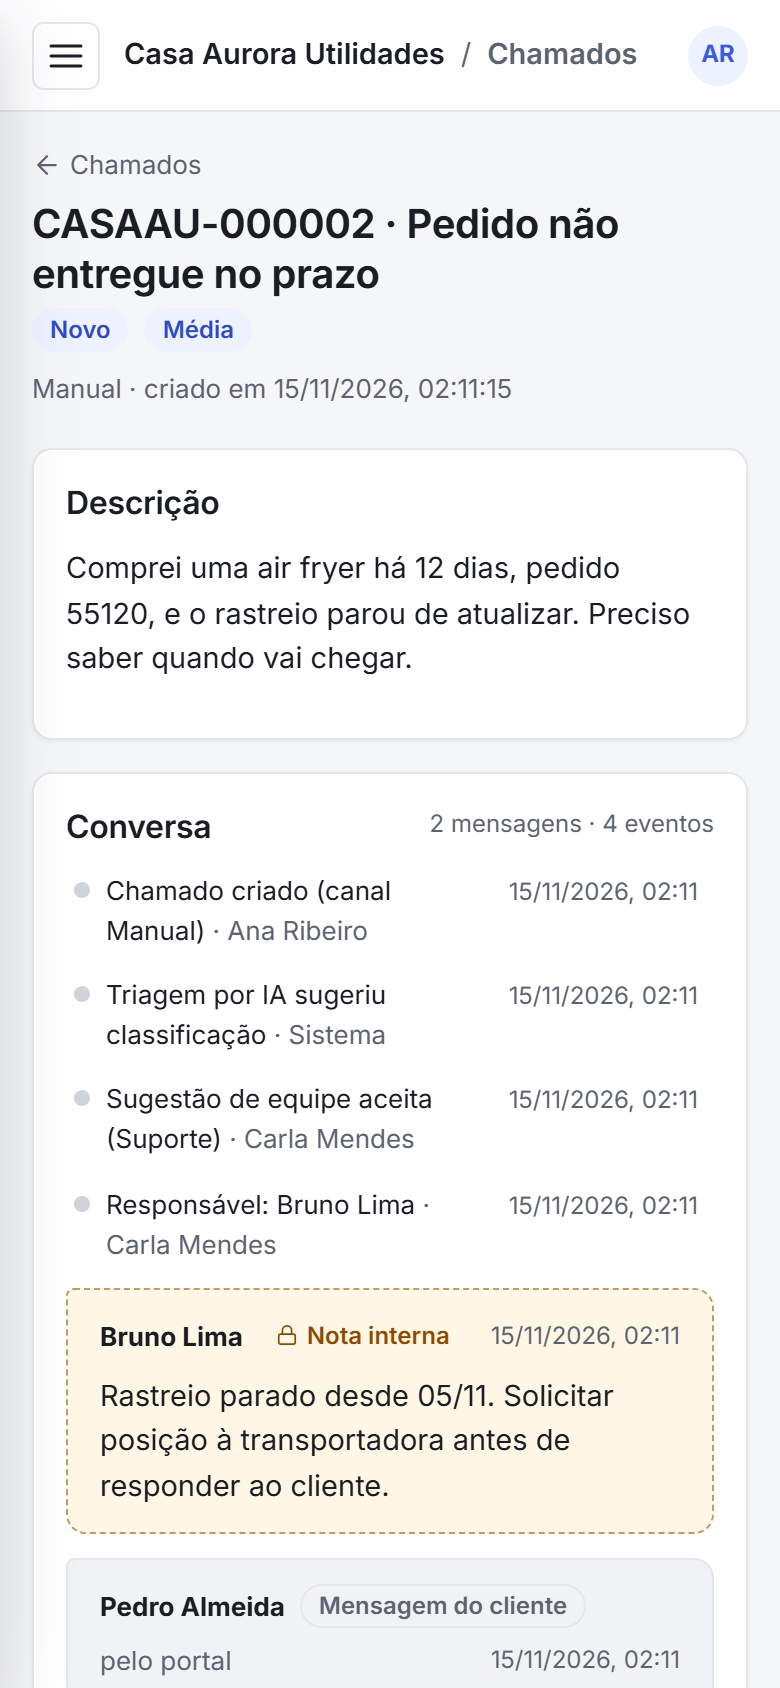 Casa Aurora Utilidades / Chamados
AR
← Chamados
CASAAU-000002 · Pedido não
entregue no prazo
Novo Média
Manual · criado em 15/11/2026, 02:11:15
Descrição
Comprei uma air fryer há 12 dias, pedido
55120, e o rastreio parou de atualizar. Preciso
saber quando vai chegar.
Conversa 2 mensagens · 4 eventos
Chamado criado (canal 15/11/2026, 02:11
Manual) · Ana Ribeiro
Triagem por IA sugeriu 15/11/2026, 02:11
classificação · Sistema
Sugestão de equipe aceita 15/11/2026, 02:11
(Suporte) · Carla Mendes
Responsável: Bruno Lima · 15/11/2026, 02:11
Carla Mendes
Bruno Lima Nota interna 15/11/2026, 02:11
Rastreio parado desde 05/11. Solicitar
posição à transportadora antes de
responder ao cliente.
Pedro Almeida Mensagem do cliente
pelo portal 15/11/2026, 02:11